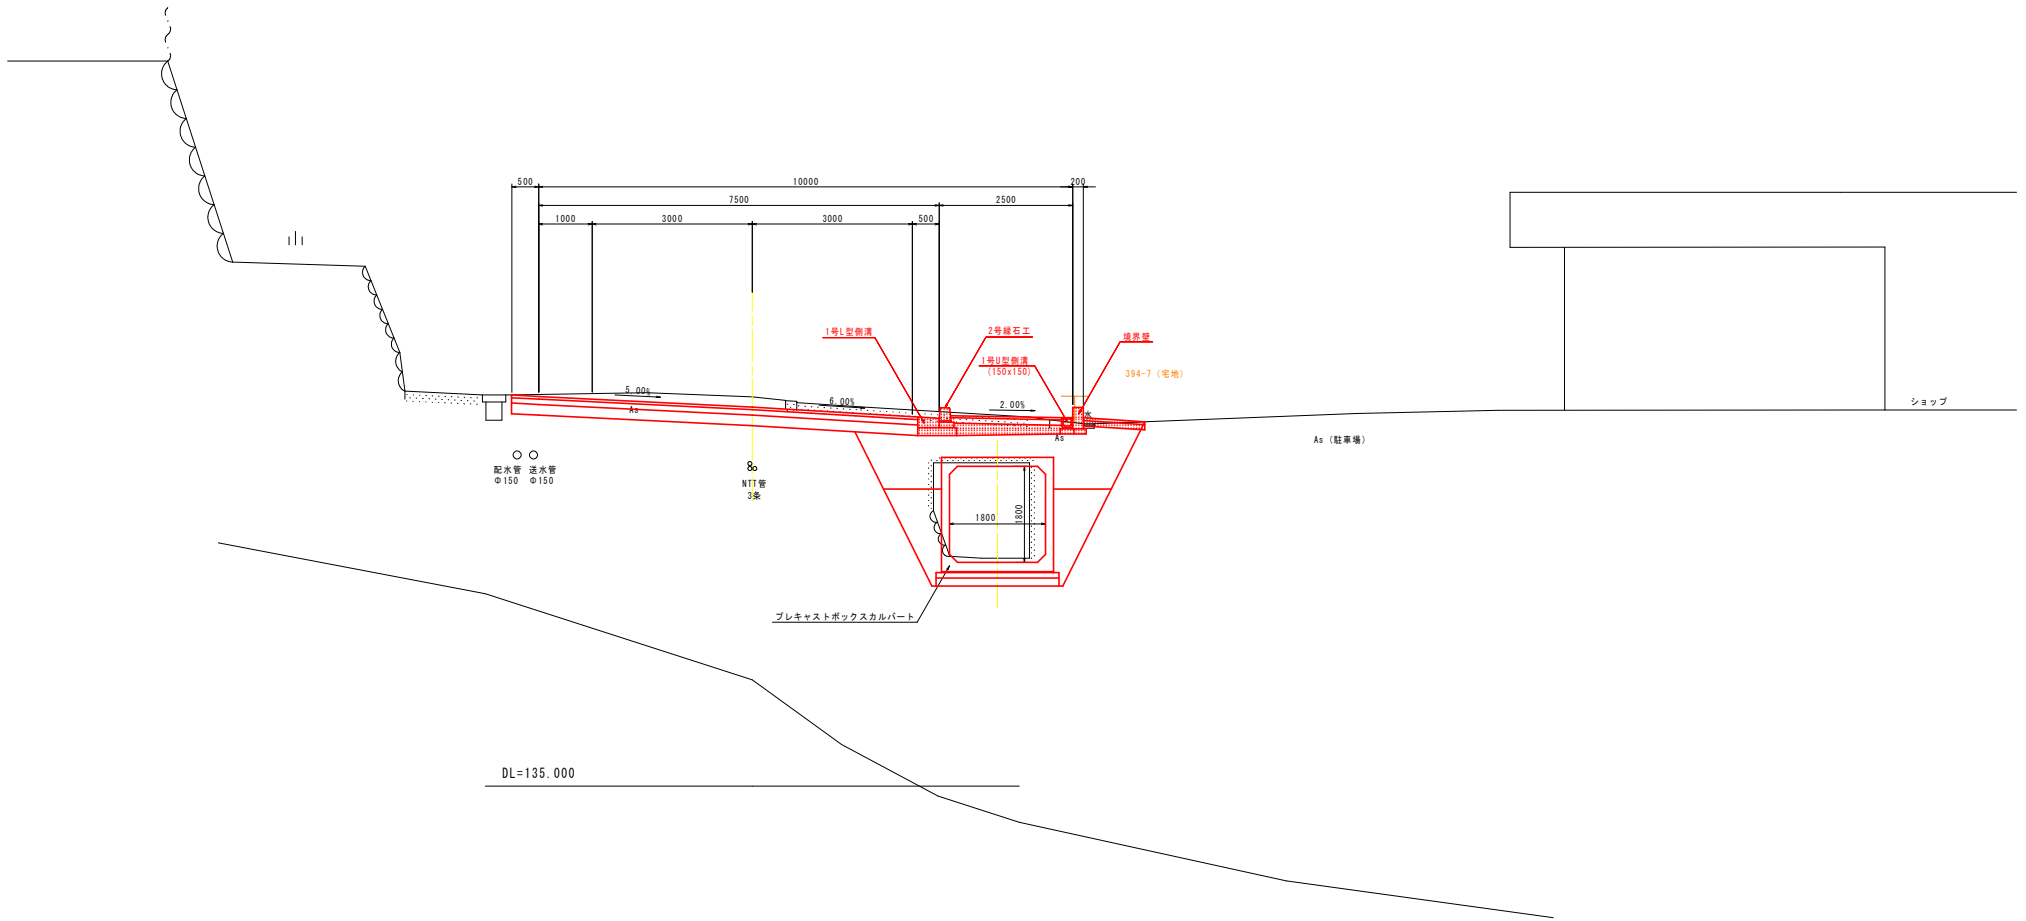 500
10000
200
7500
2500
1000
3000
3000
500
1号L型側溝
2号縁石工
境界壁
1号U型側溝
(150x150)
394-7 (宅地)
5.00%
6.00%
2.00%
As
水
As
ショップ
As (駐車場)
配水管
Φ150
送水管
Φ150
NTT管
3条
1800
1800
プレキャストボックスカルバート
DL=135.000